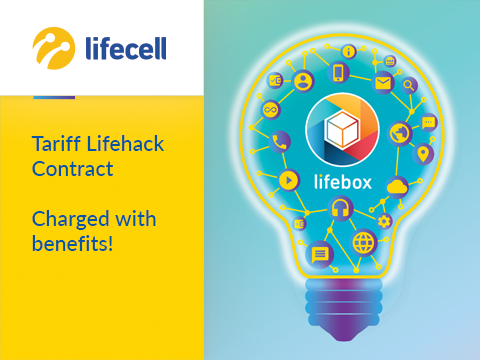 lifecell
Tariff Lifehack
Contract
Charged with
benefits!
lifebox